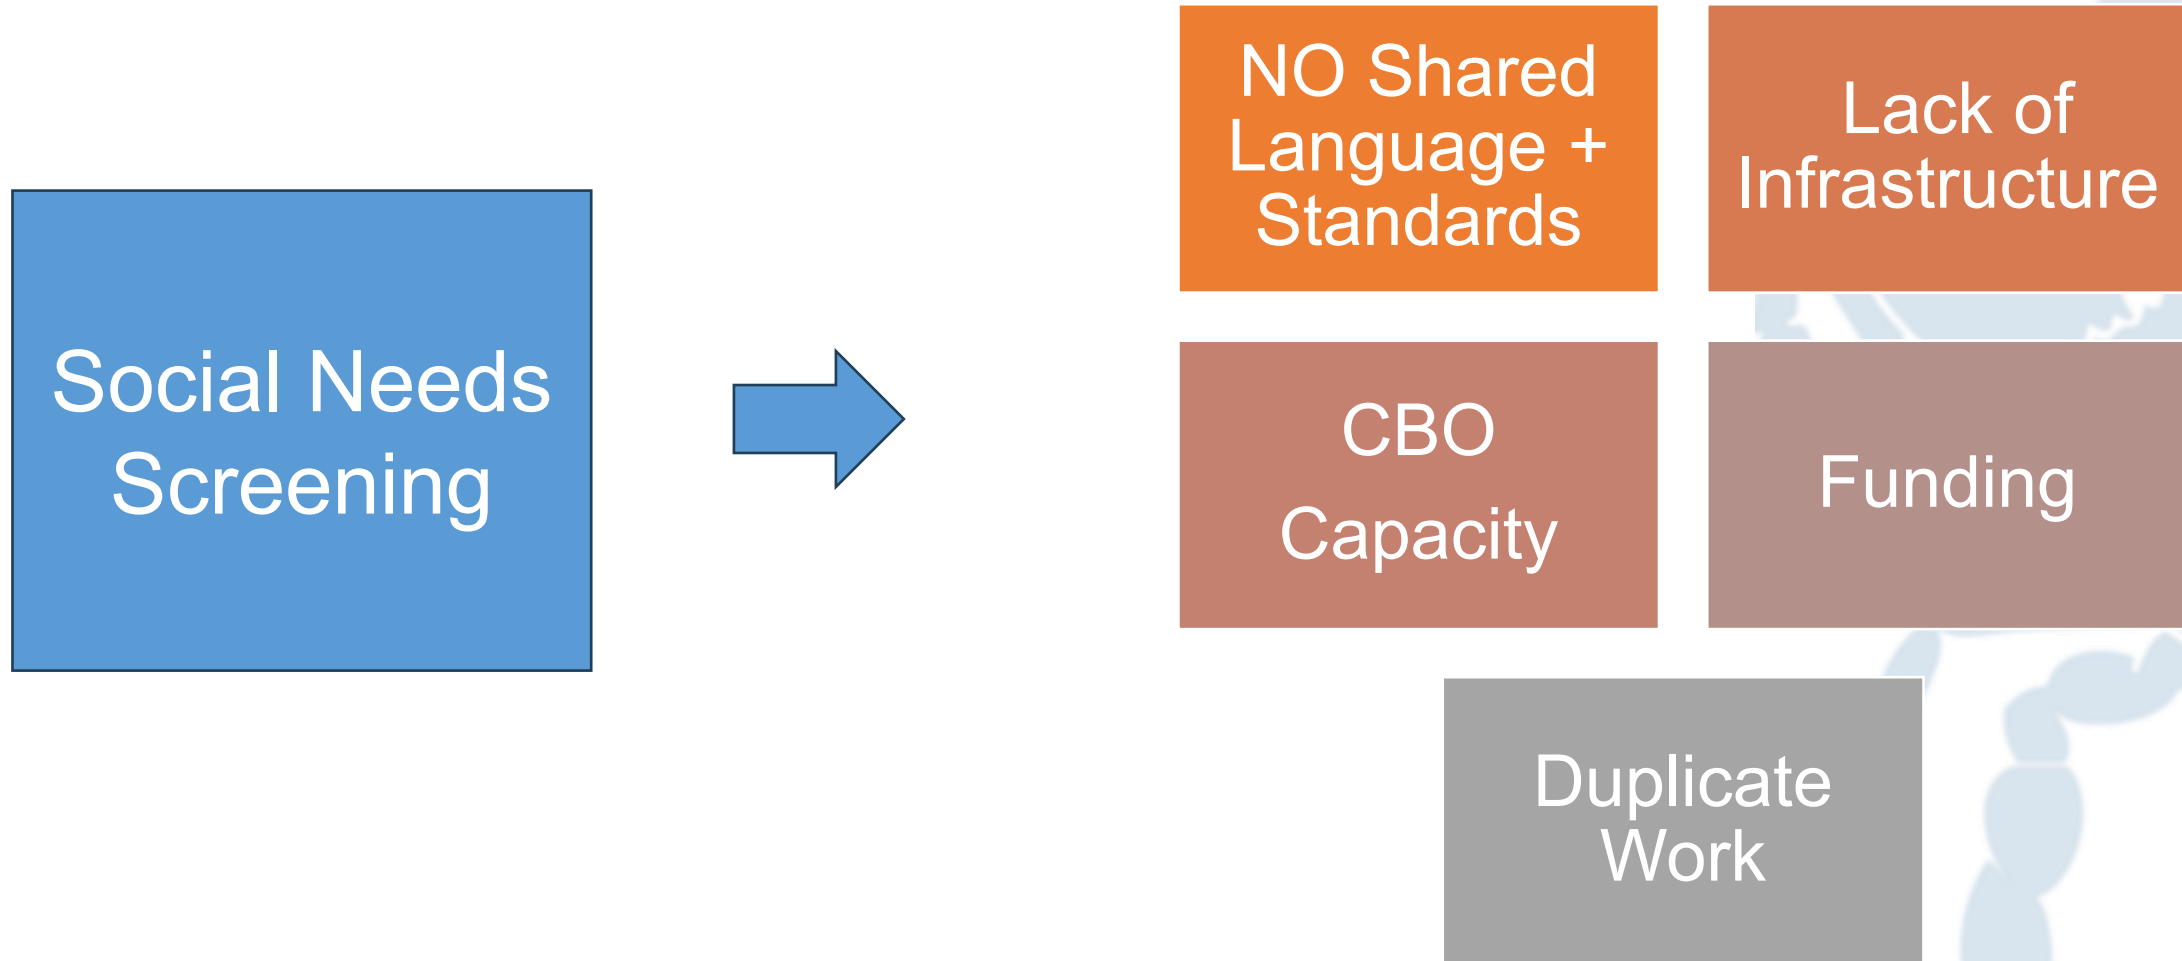 Social Needs
Screening
NO Shared
Language +
Standards
Lack of
Infrastructure
CBO
Capacity
Funding
Duplicate
Work